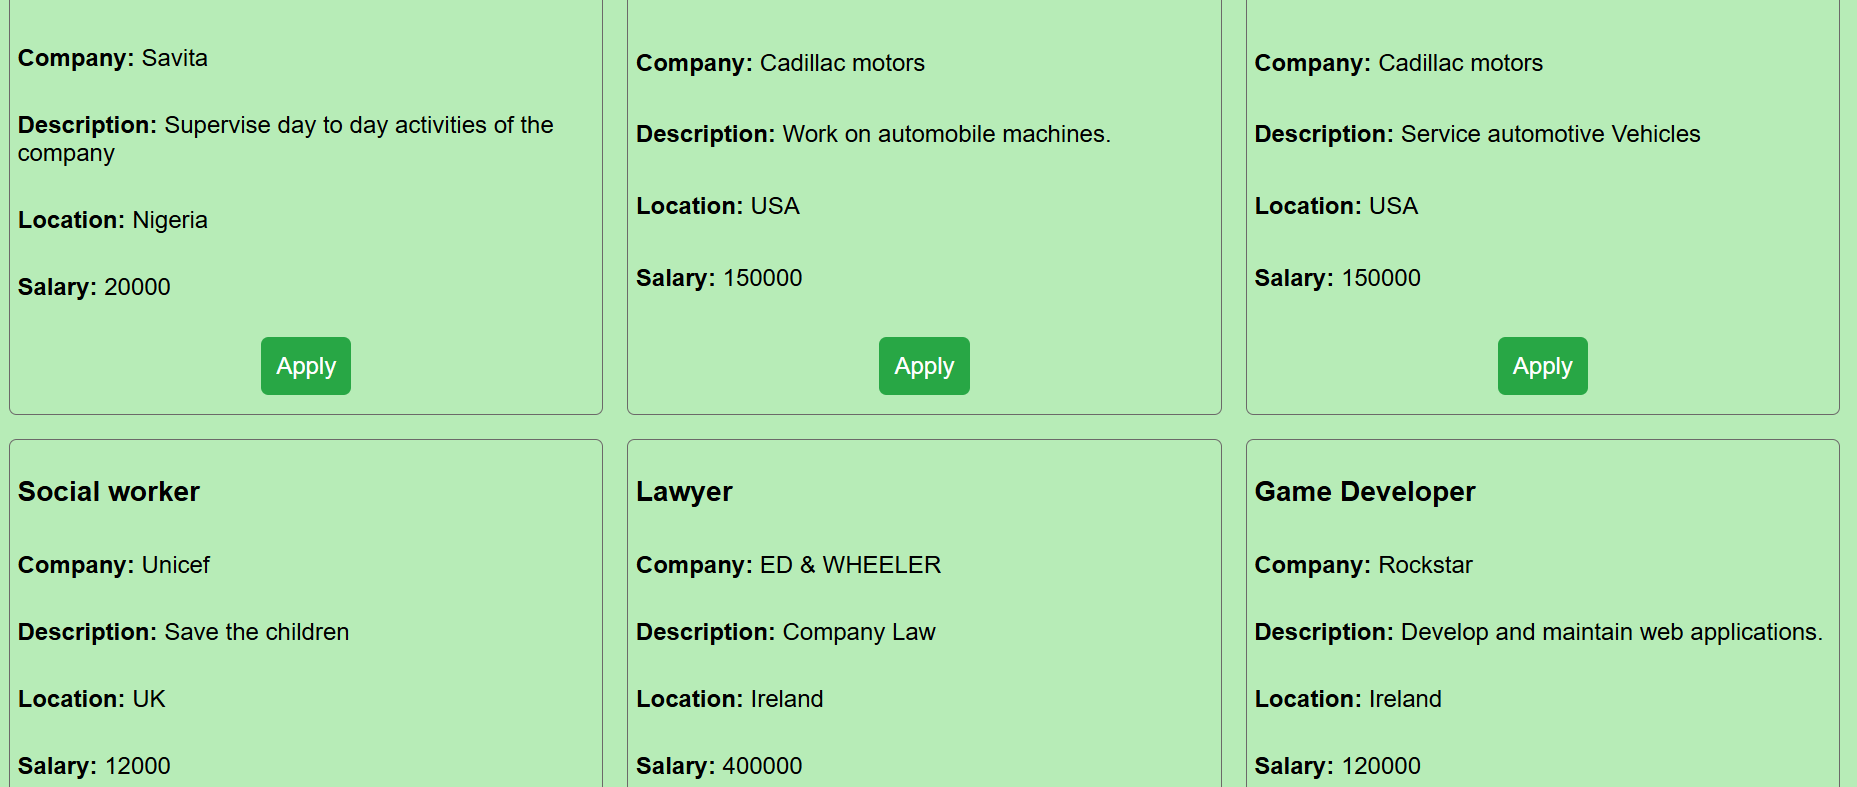 Company: Savita
Description: Supervise day to day activities of the
company
Location: Nigeria
Salary: 20000
Apply
Company: Cadillac motors
Description: Work on automobile machines.
Location: USA
Salary: 150000
Apply
Company: Cadillac motors
Description: Service automotive Vehicles
Location: USA
Salary: 150000
Apply
Social worker
Company: Unicef
Description: Save the children
Location: UK
Salary: 12000
Lawyer
Company: ED & WHEELER
Description: Company Law
Location: Ireland
Salary: 400000
Game Developer
Company: Rockstar
Description: Develop and maintain web applications.
Location: Ireland
Salary: 120000